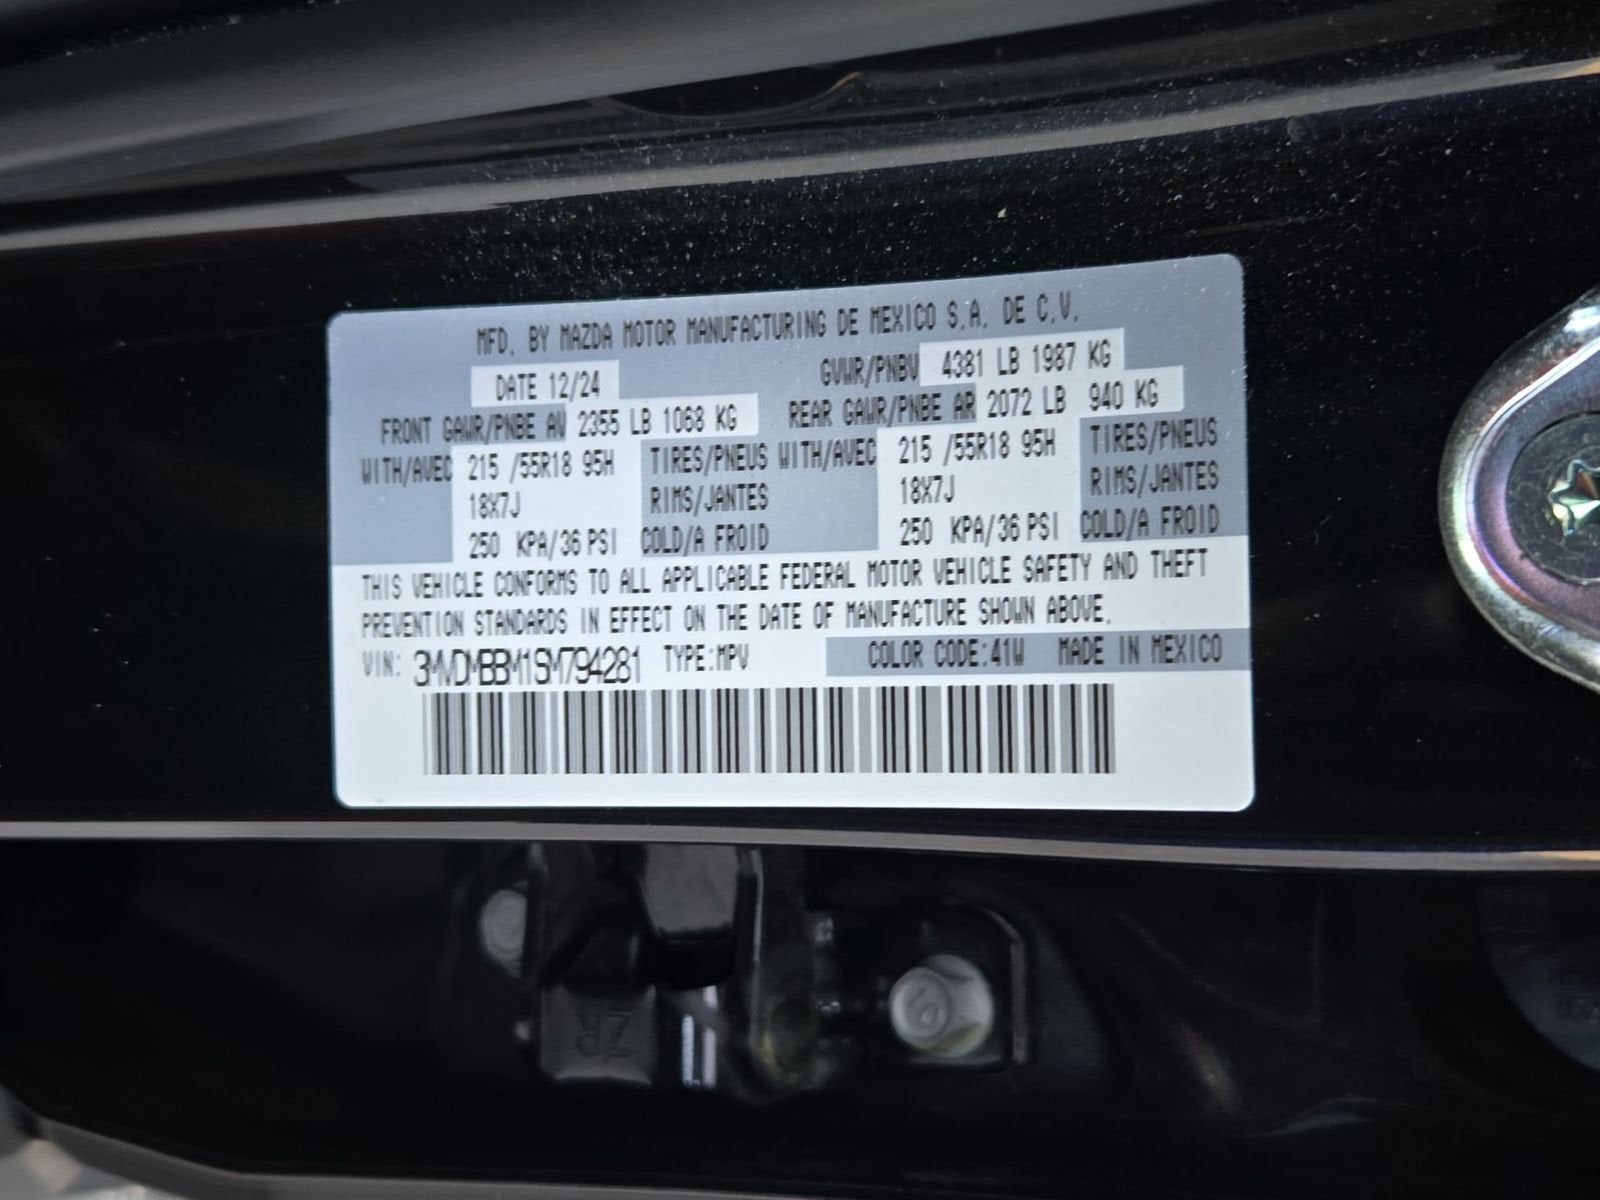 MFD. BY MAZDA MOTOR MANUFACTURING DE MEXICO S.A. DE C.V.
DATE 12/24 GVWR/PNBV 4381 LB 1987 KG
FRONT GAWR/PNBE AV 2355 LB 1068 KG REAR GAWR/PNBE AR 2072 LB 940 KG
WITH/AVEC 215 /55R18 95H TIRES/PNEUS WITH/AVEC 215 /55R18 95H TIRES/PNEUS
18X7J RIMS/JANTES 18X7J RIMS/JANTES
250 KPA/36 PSI COLD/A FROID 250 KPA/36 PSI COLD/A FROID
THIS VEHICLE CONFORMS TO ALL APPLICABLE FEDERAL MOTOR VEHICLE SAFETY AND THEFT
PREVENTION STANDARDS IN EFFECT ON THE DATE OF MANUFACTURE SHOWN ABOVE.
VIN: 3MVDMBBM1SM794281 TYPE:MPV COLOR CODE:41W MADE IN MEXICO
ZR